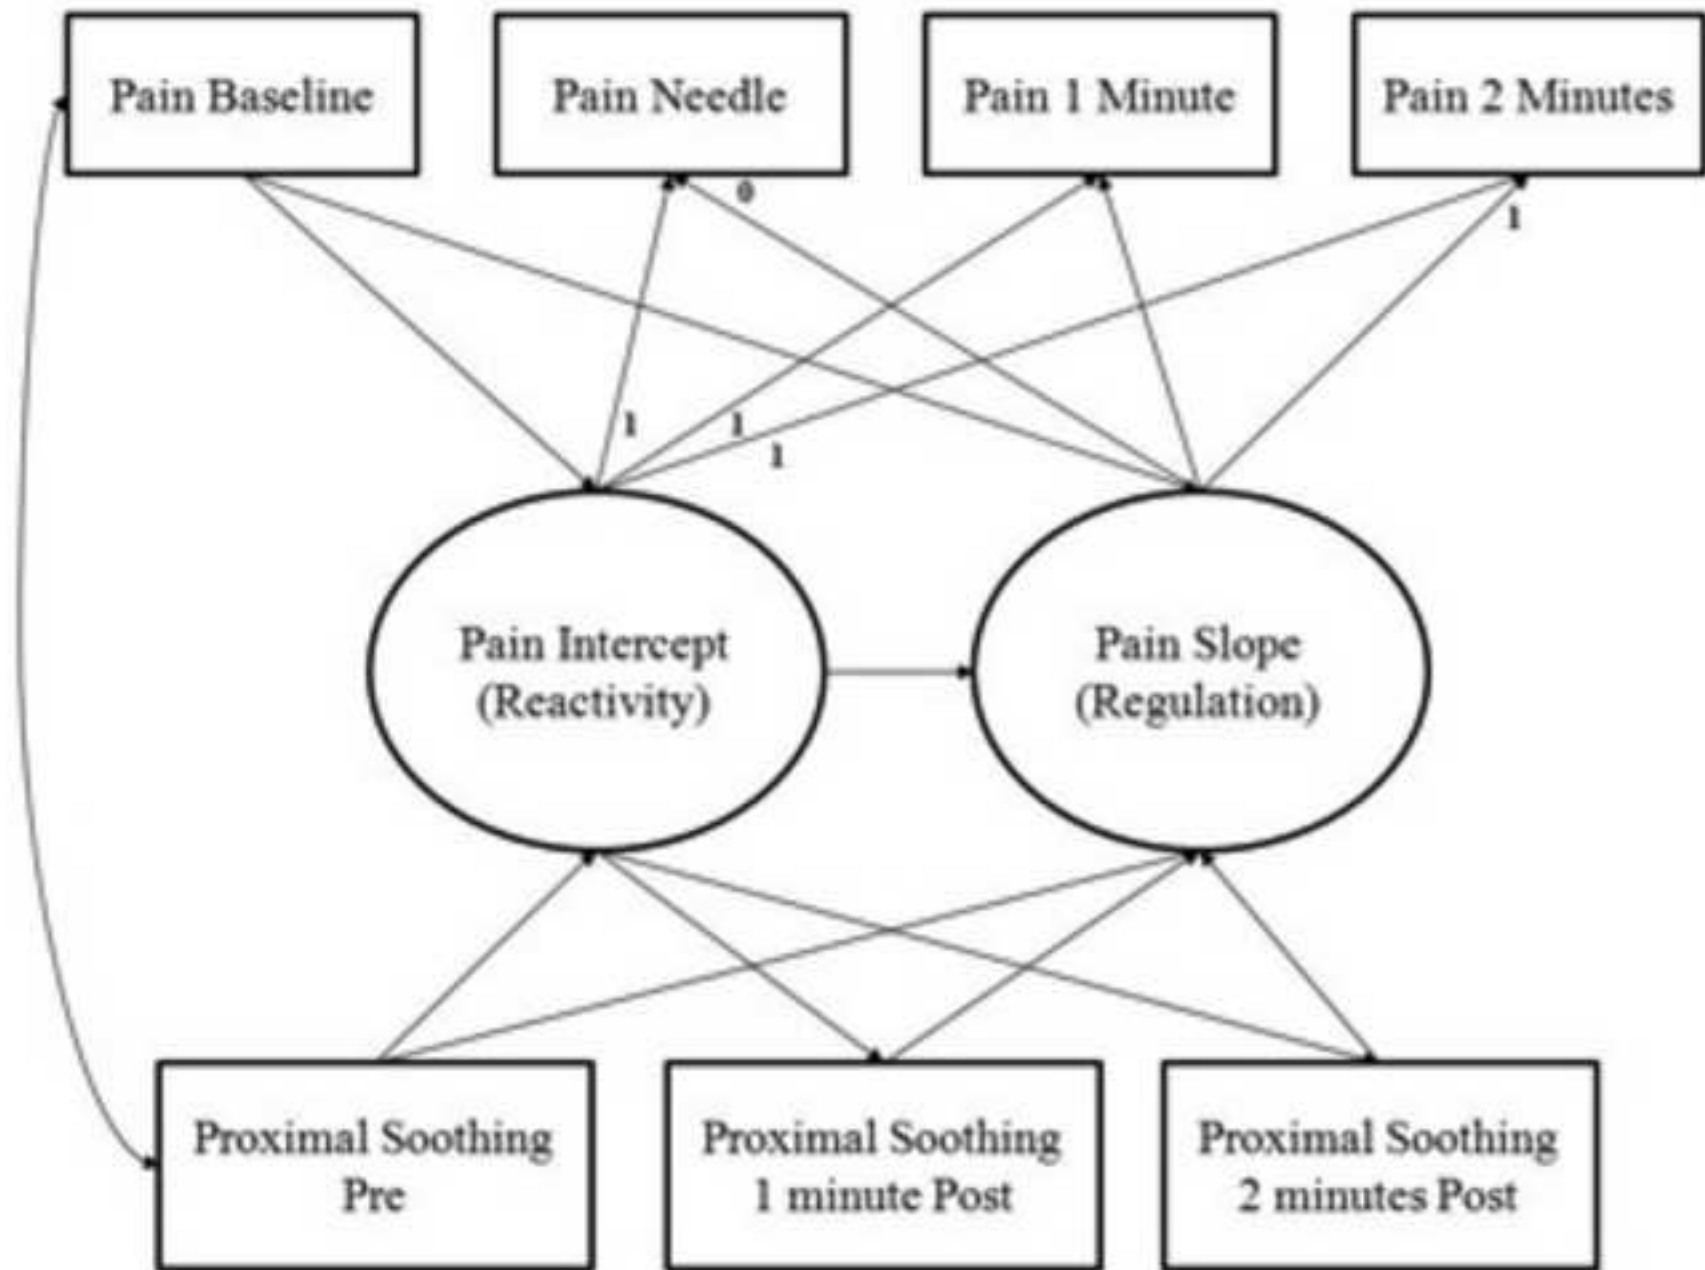 Pain Baseline
Pain Needle
Pain 1 Minute
Pain 2 Minutes
0
1
1
1
1
Pain Intercept
(Reactivity)
Pain Slope
(Regulation)
Proximal Soothing
Pre
Proximal Soothing
1 minute Post
Proximal Soothing
2 minutes Post